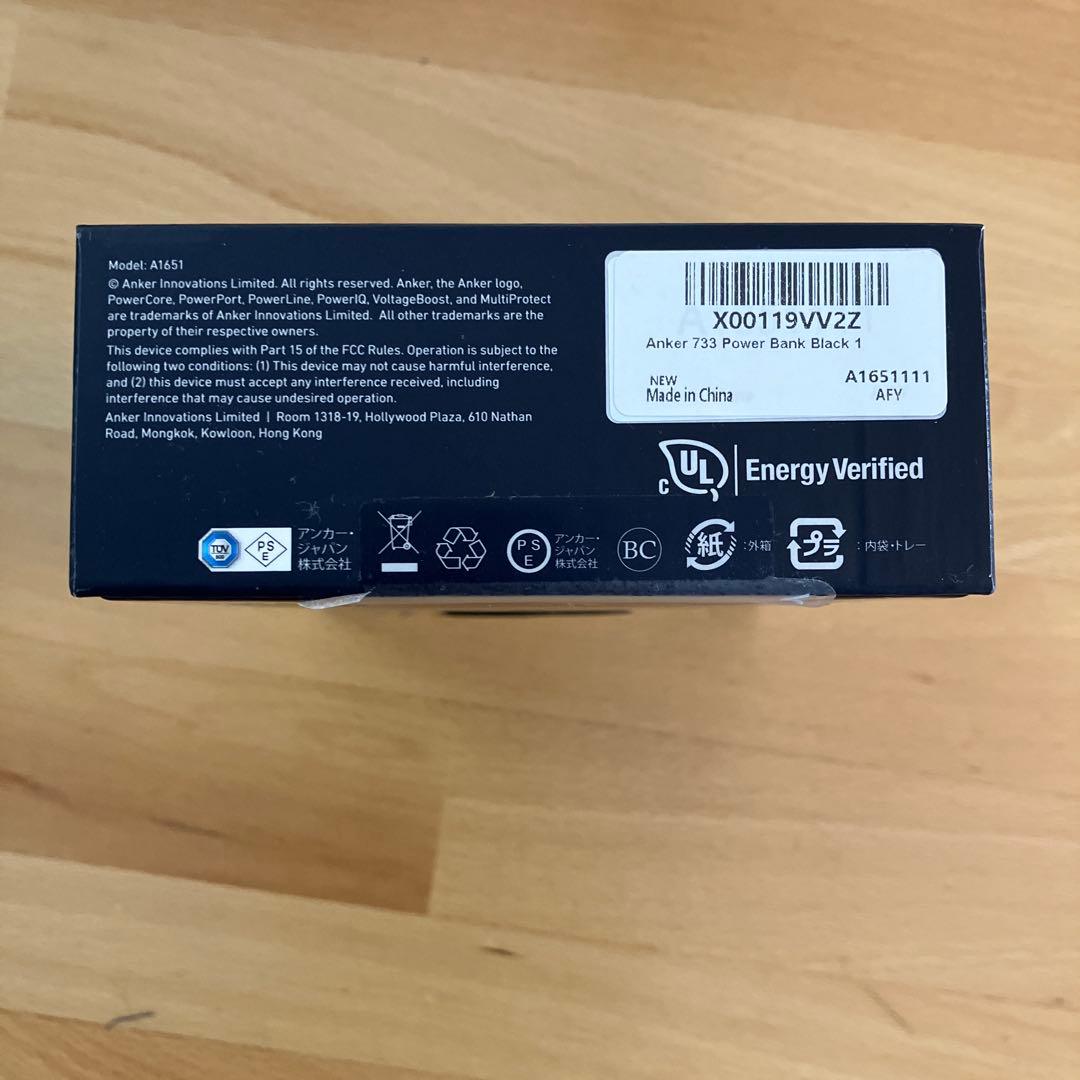 Model: A1651
© Anker Innovations Limited. All rights reserved. Anker, the Anker logo,
PowerCore, PowerPort, PowerLine, PowerIQ, VoltageBoost, and MultiProtect
are trademarks of Anker Innovations Limited. All other trademarks are the
property of their respective owners.
This device complies with Part 15 of the FCC Rules. Operation is subject to the
following two conditions: (1) This device may not cause harmful interference,
and (2) this device must accept any interference received, including
interference that may cause undesired operation.
Anker Innovations Limited | Room 1318-19, Hollywood Plaza, 610 Nathan
Road, Mongkok, Kowloon, Hong Kong
X00119VV2Z
Anker 733 Power Bank Black 1
NEW A1651111
Made in China AFY
C UL Energy Verified
TÜV
PS
E
アンカー・
ジャパン
株式会社
PS
E
アンカー・
ジャパン
株式会社
BC
紙 :外箱
プラ :内袋・トレー